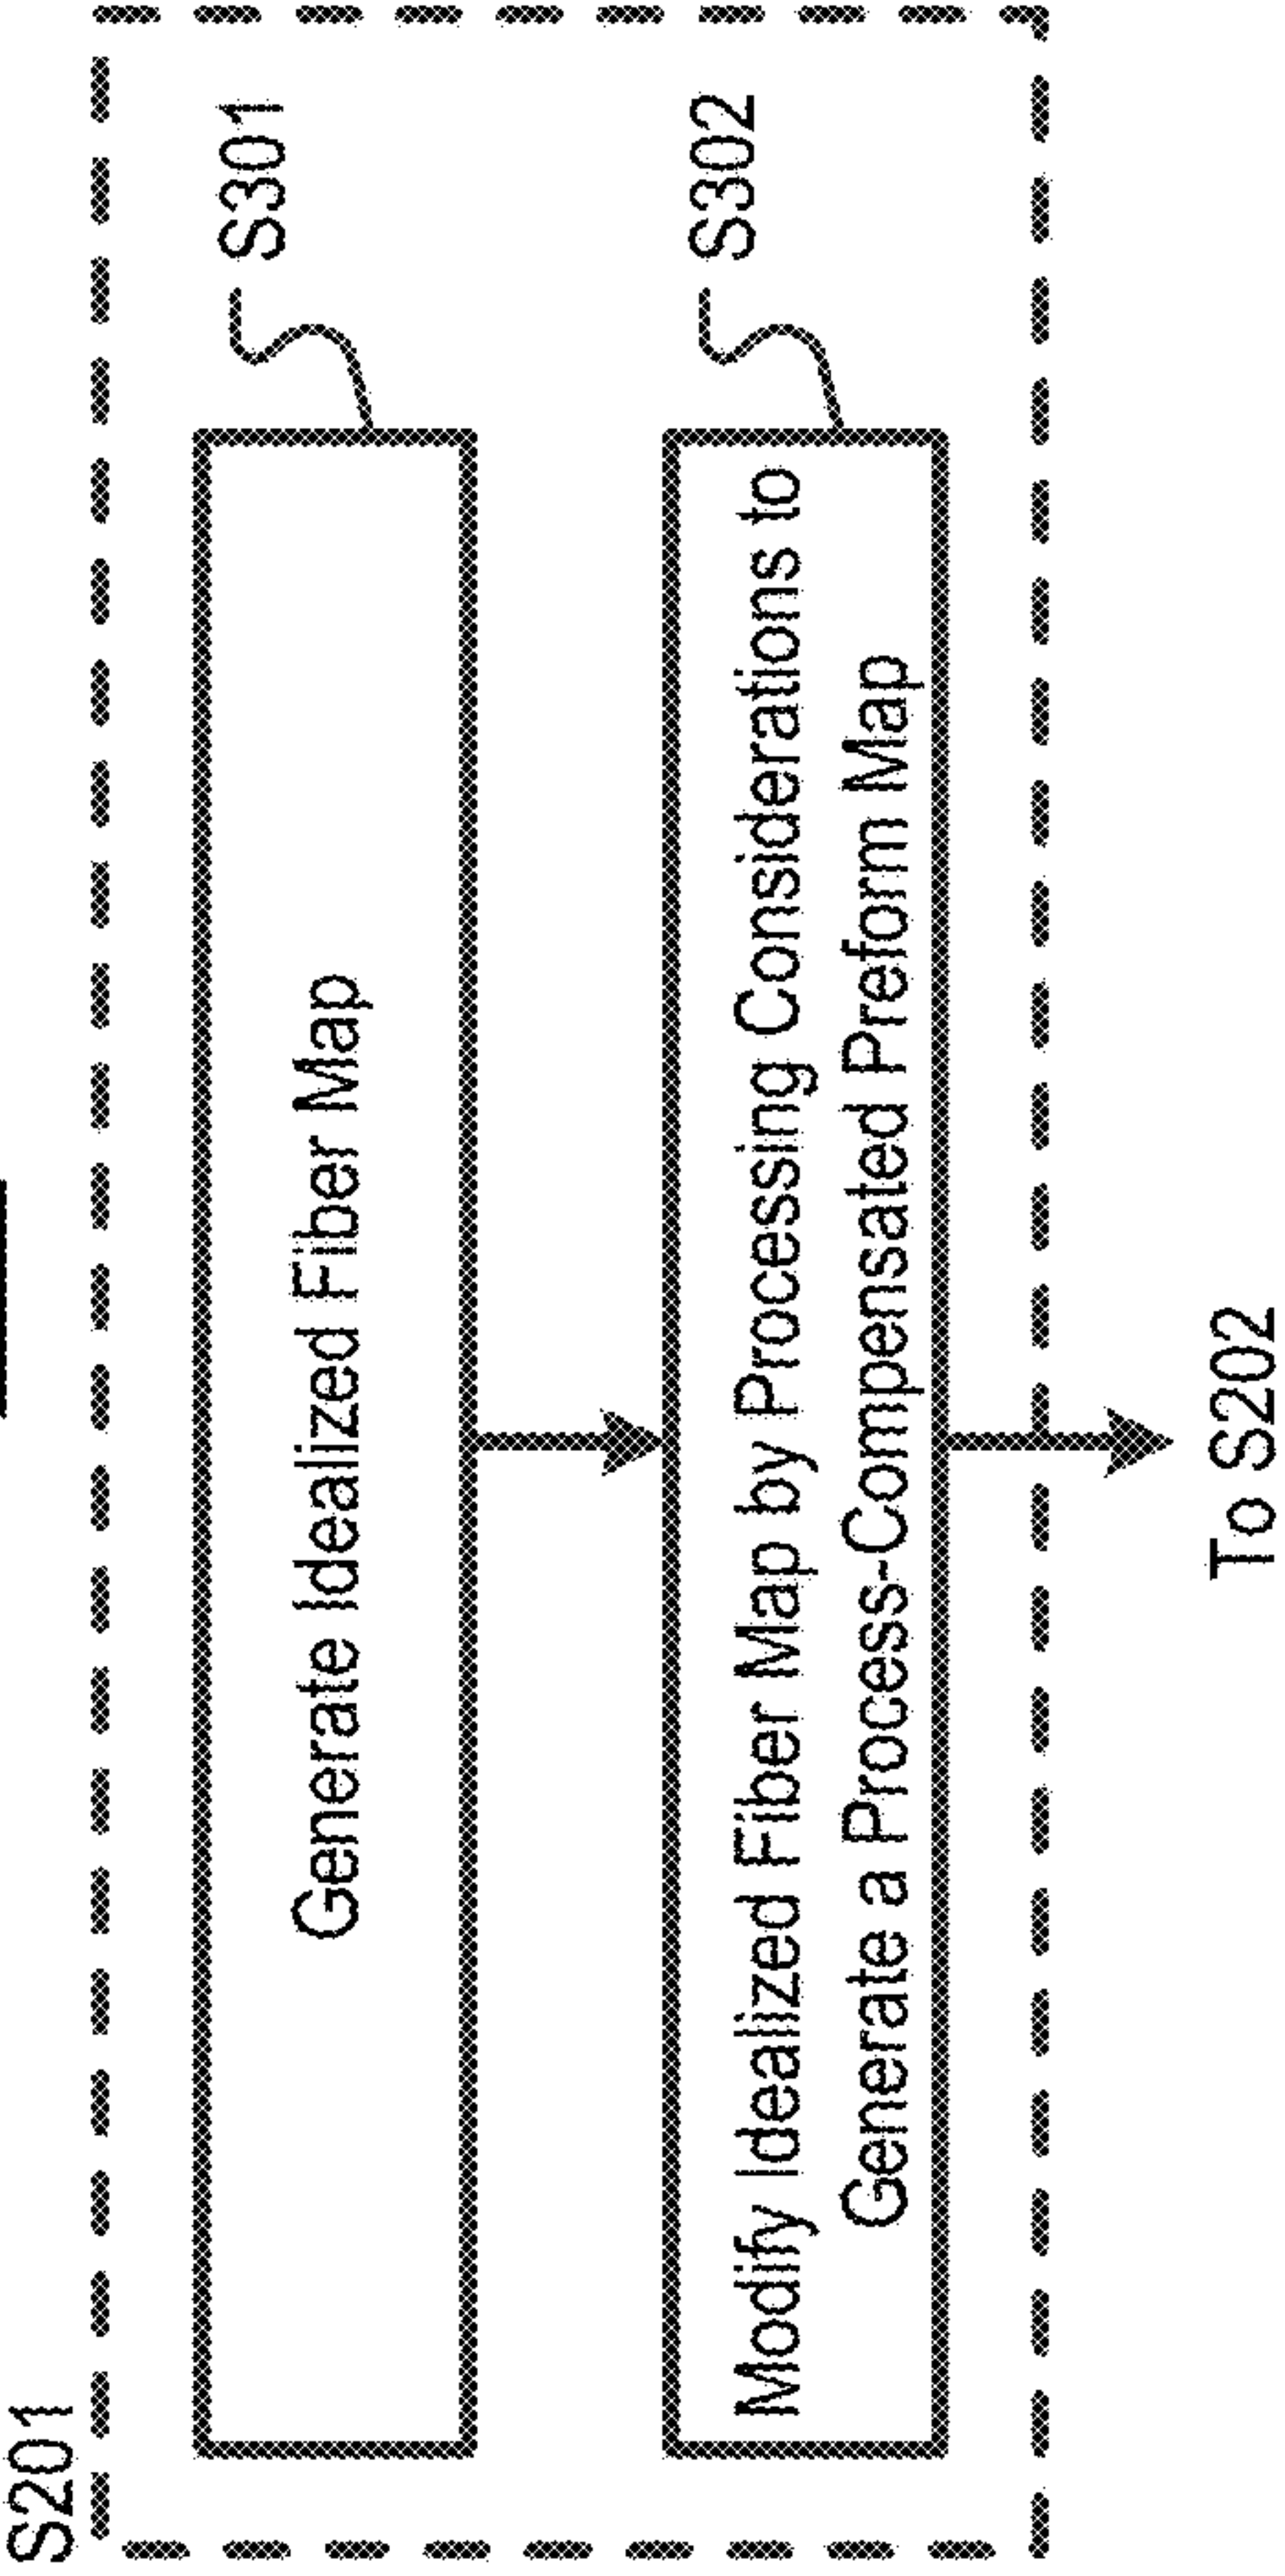 S201
Generate Idealized Fiber Map
S301
Modify Idealized Fiber Map by Processing Considerations to
Generate a Process-Compensated Preform Map
S302
To S202